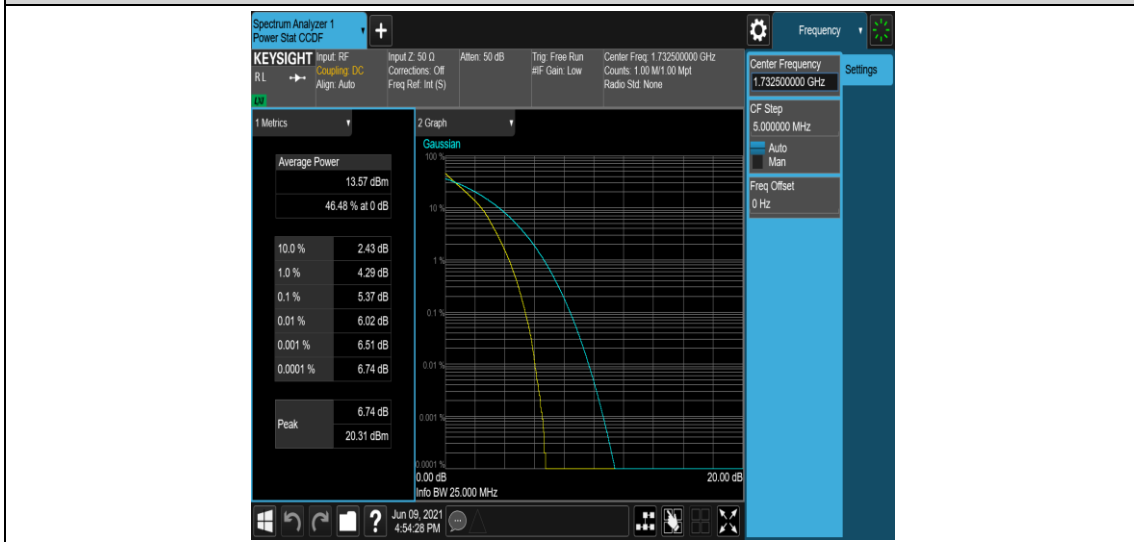 Spectrum Analyzer 1
Power Stat CCDF
Frequency
KEYSIGHT
RL
LNI
Input: RF
Coupling: DC
Align: Auto
Input Z: 50 Ω
Corrections: Off
Freq Ref: Int (S)
Atten: 50 dB
Trig: Free Run
#IF Gain: Low
Center Freq: 1.732500000 GHz
Counts: 1.00 M/1.00 Mpt
Radio Std: None
Center Frequency
1.732500000 GHz
Settings
CF Step
5.000000 MHz
Auto
Man
Freq Offset
0 Hz
1 Metrics
Average Power
13.57 dBm
46.48 % at 0 dB
10.0 % 2.43 dB
1.0 % 4.29 dB
0.1 % 5.37 dB
0.01 % 6.02 dB
0.001 % 6.51 dB
0.0001 % 6.74 dB
Peak
6.74 dB
20.31 dBm
2 Graph
Gaussian
100 %
10 %
1 %
0.1 %
0.01 %
0.001 %
0.0001 %
0.00 dB 20.00 dB
Info BW 25.000 MHz
?
Jun 09, 2021
4:54:28 PM